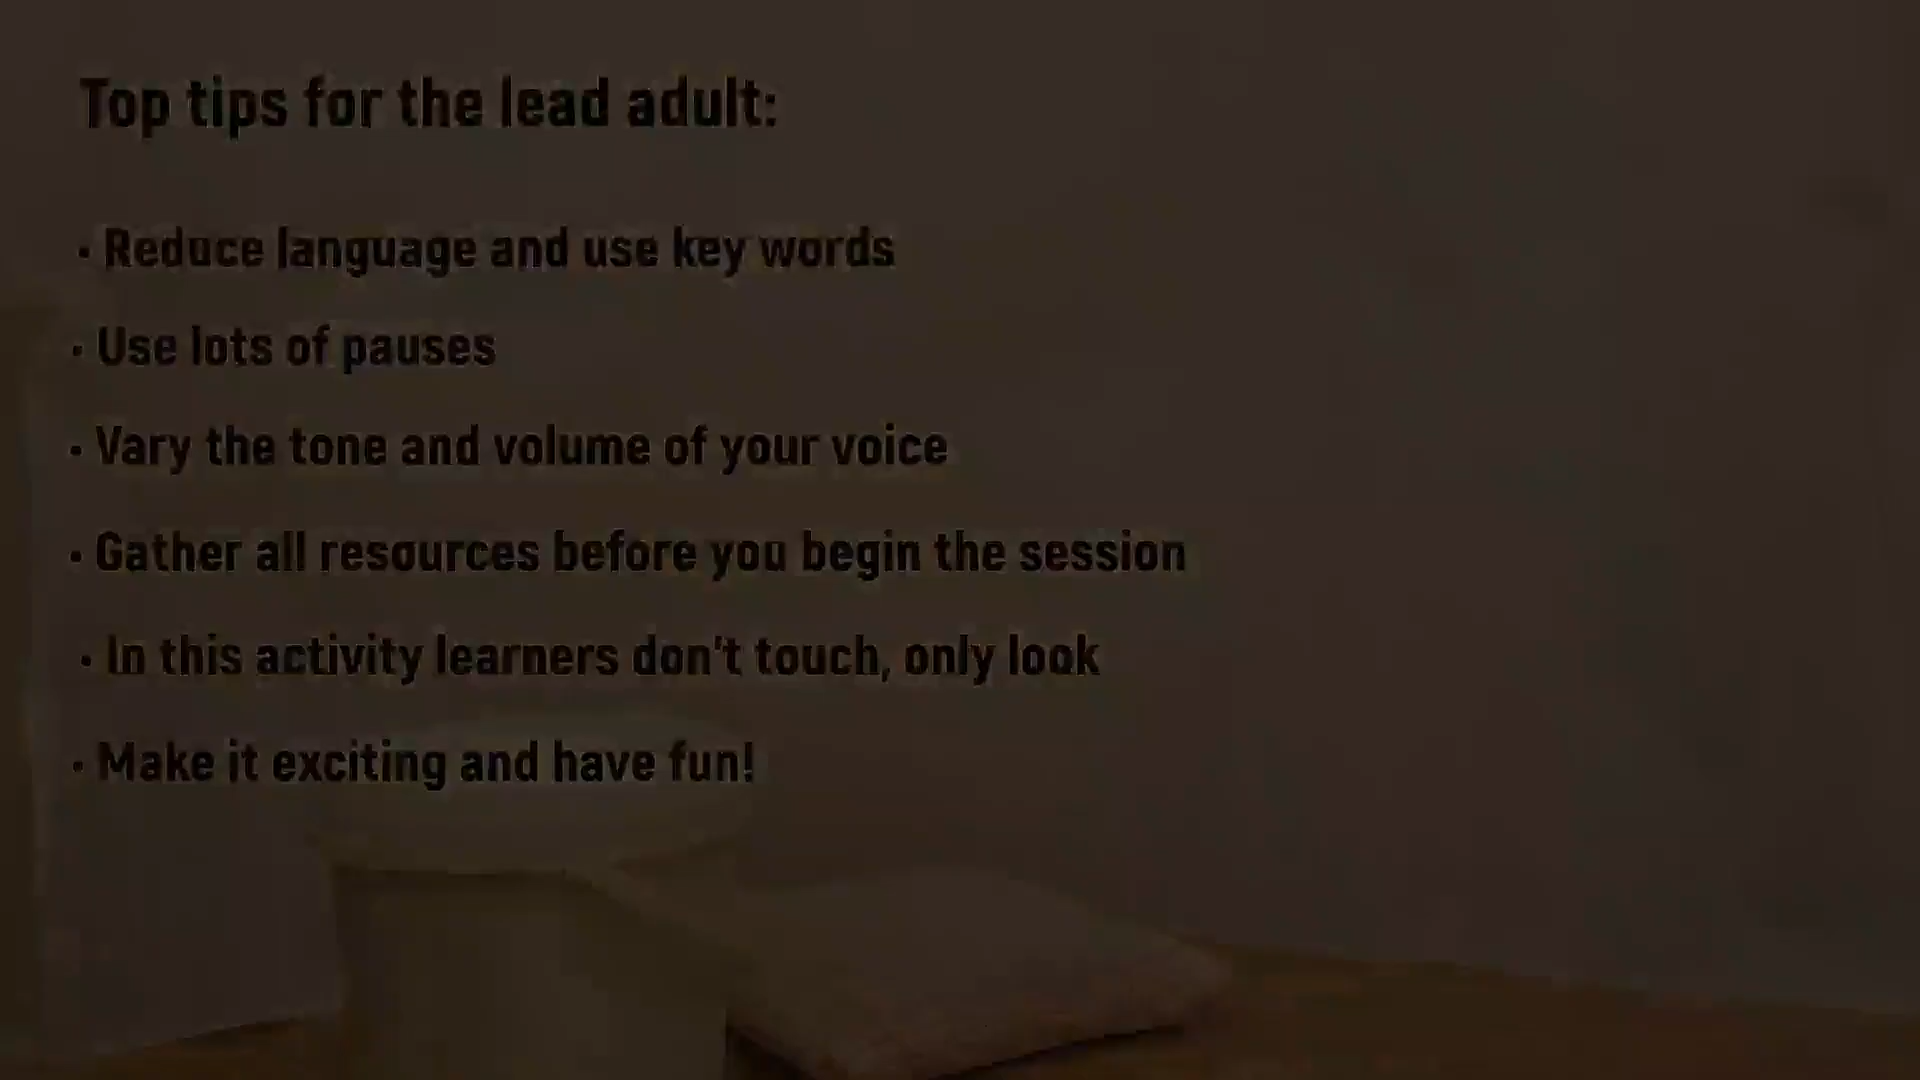 Top tips for the lead adult:
· Reduce language and use key words
· Use lots of pauses
· Vary the tone and volume of your voice
· Gather all resources before you begin the session
· In this activity learners don't touch, only look
· Make it exciting and have fun!